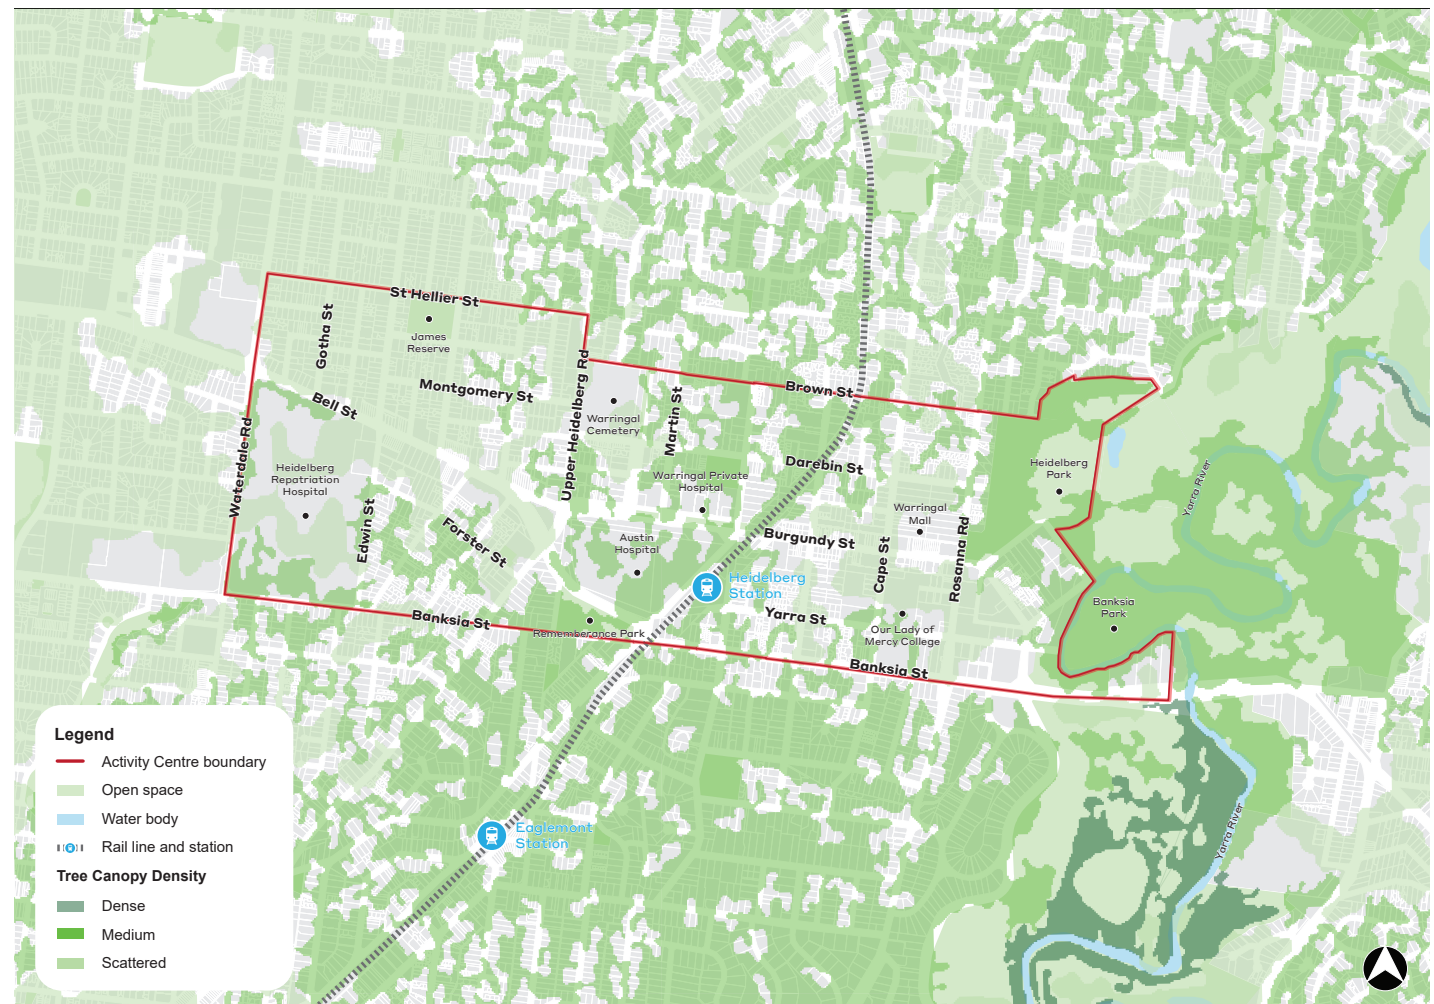 St Hellier St
Gotha St
James
Reserve
Montgomery St
Bell St
Upper Heidelberg Rd
Warringal
Cemetery
Martin St
Brown St
Waterdale Rd
Heidelberg
Repatriation
Hospital
Edwin St
Forster St
Warringal Private
Hospital
Darebin St
Heidelberg
Park
Yarra River
Warringal
Mall
Austin
Hospital
Burgundy St
Cape St
Rosanna Rd
Heidelberg
Station
Banksia
Park
Banksia St
Rememberance Park
Yarra St
Our Lady of
Mercy College
Banksia St
Yarra River
Eaglemont
Station
Legend
Activity Centre boundary
Open space
Water body
Rail line and station
Tree Canopy Density
Dense
Medium
Scattered